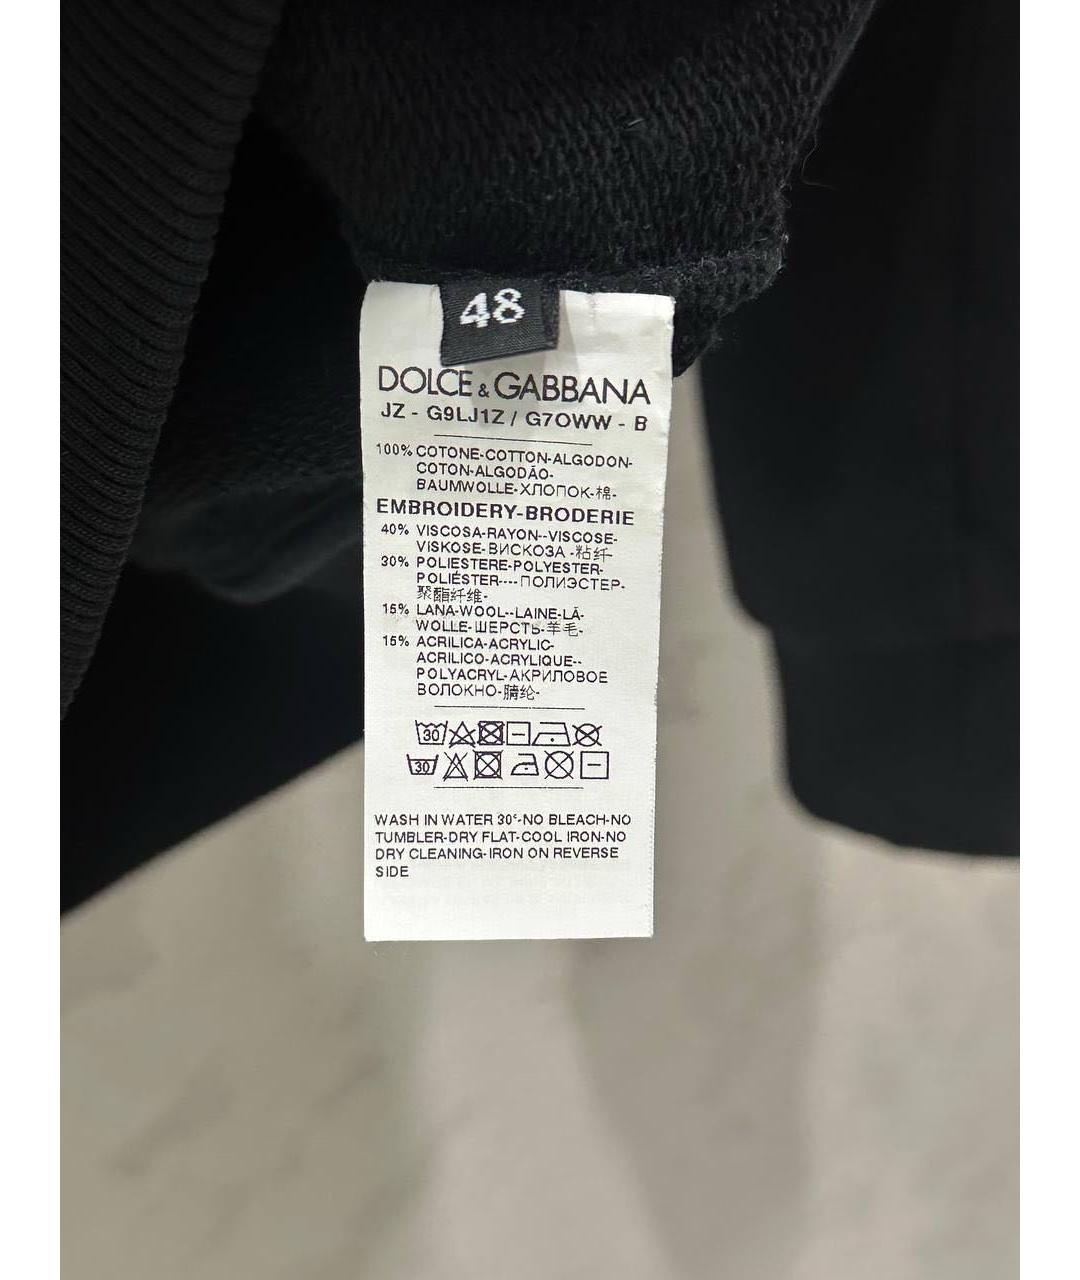 48
DOLCE & GABBANA
JZ - G9LJ1Z / G7OWW - B
100% COTONE-COTTON-ALGODON-
COTON-ALGODÃO-
BAUMWOLLE-ХЛОПОК-棉-
EMBROIDERY-BRODERIE
40% VISCOSA-RAYON--VISCOSE-
VISKOSE-ВИСКОЗА -粘纤-
30% POLIESTERE-POLYESTER-
POLIÉSTER----ПОЛИЭСТЕР-
聚酯纤维-
15% LANA-WOOL--LAINE-LÃ-
WOLLE-ШЕРСТЬ-羊毛-
15% ACRILICA-ACRYLIC-
ACRILICO-ACRYLIQUE--
POLYACRYL-АКРИЛОВОЕ
ВОЛОКНО-腈纶-
30
30
WASH IN WATER 30°-NO BLEACH-NO
TUMBLER-DRY FLAT-COOL IRON-NO
DRY CLEANING-IRON ON REVERSE
SIDE